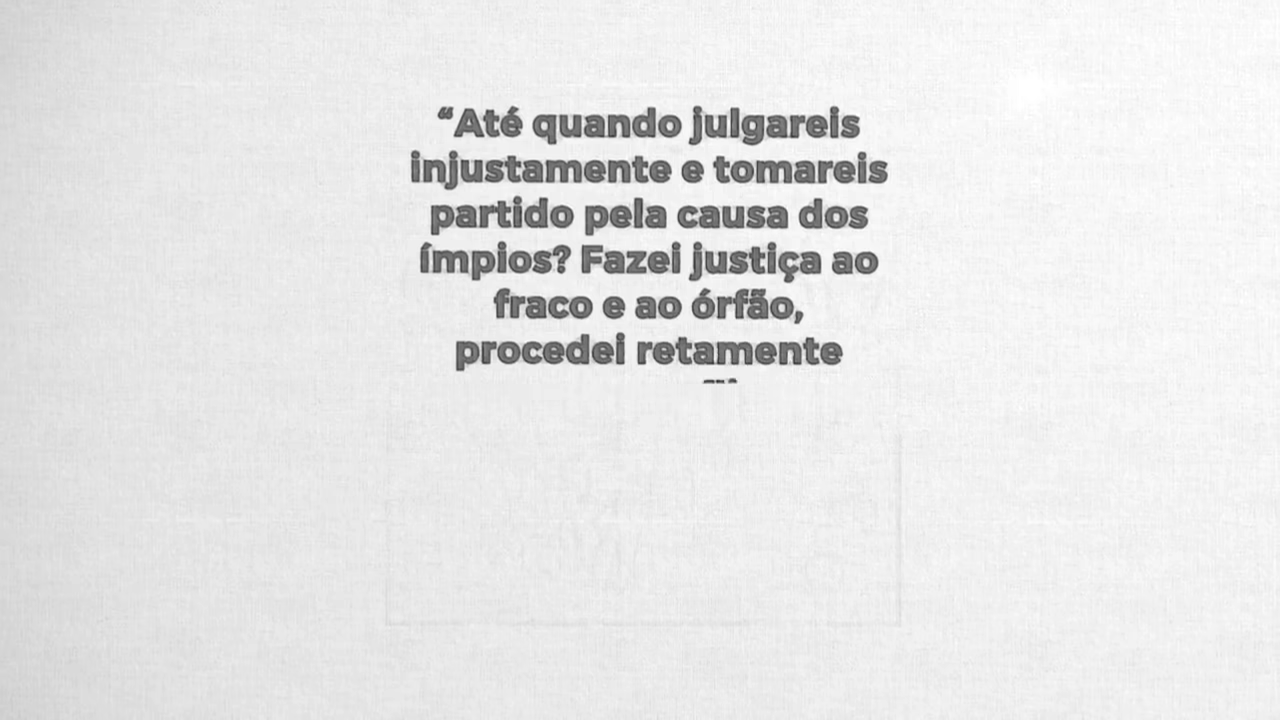 “Até quando julgareis
injustamente e tomareis
partido pela causa dos
ímpios? Fazei justiça ao
fraco e ao órfão,
procedei retamente